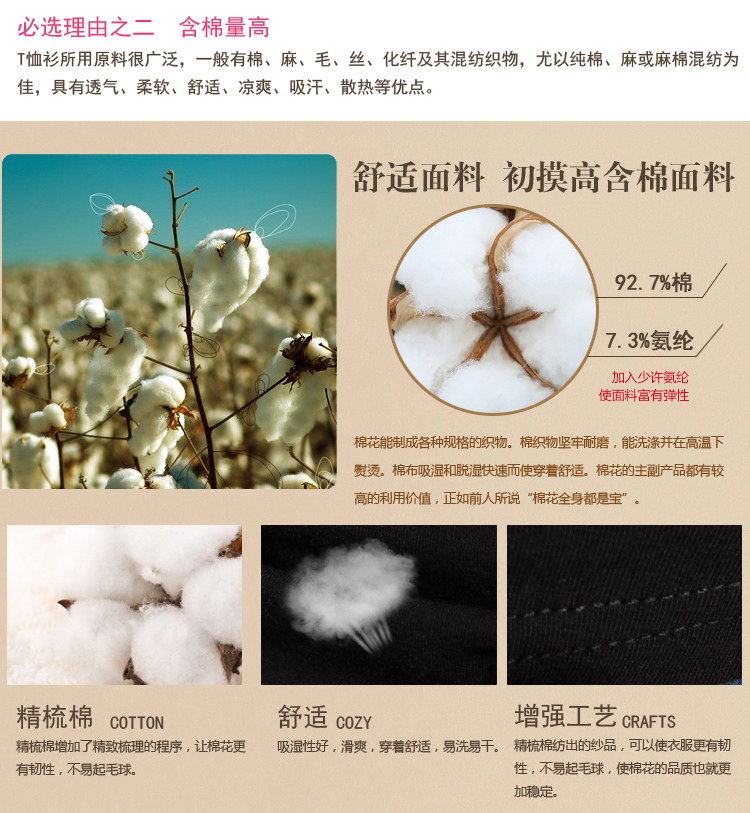 必选理由之二 含棉量高
T恤衫所用原料很广泛，一般有棉、麻、毛、丝、化纤及其混纺织物，尤以纯棉、麻或麻棉混纺为
佳，具有透气、柔软、舒适、凉爽、吸汗、散热等优点。
舒适面料 初摸高含棉面料
92.7%棉
7.3%氨纶
加入少许氨纶
使面料富有弹性
棉花能制成各种规格的织物。棉织物坚牢耐磨，能洗涤并在高温下
熨烫。棉布吸湿和脱湿快速而使穿着舒适。棉花的主副产品都有较
高的利用价值，正如前人所说“棉花全身都是宝”。
精梳棉 COTTON
精梳棉增加了精致梳理的程序，让棉花更
有韧性，不易起毛球。
舒适 COZY
吸湿性好，滑爽，穿着舒适，易洗易干。
增强工艺 CRAFTS
精梳棉纺出的纱品，可以使衣服更有韧
性，不易起毛球，使棉花的品质也就更
加稳定。